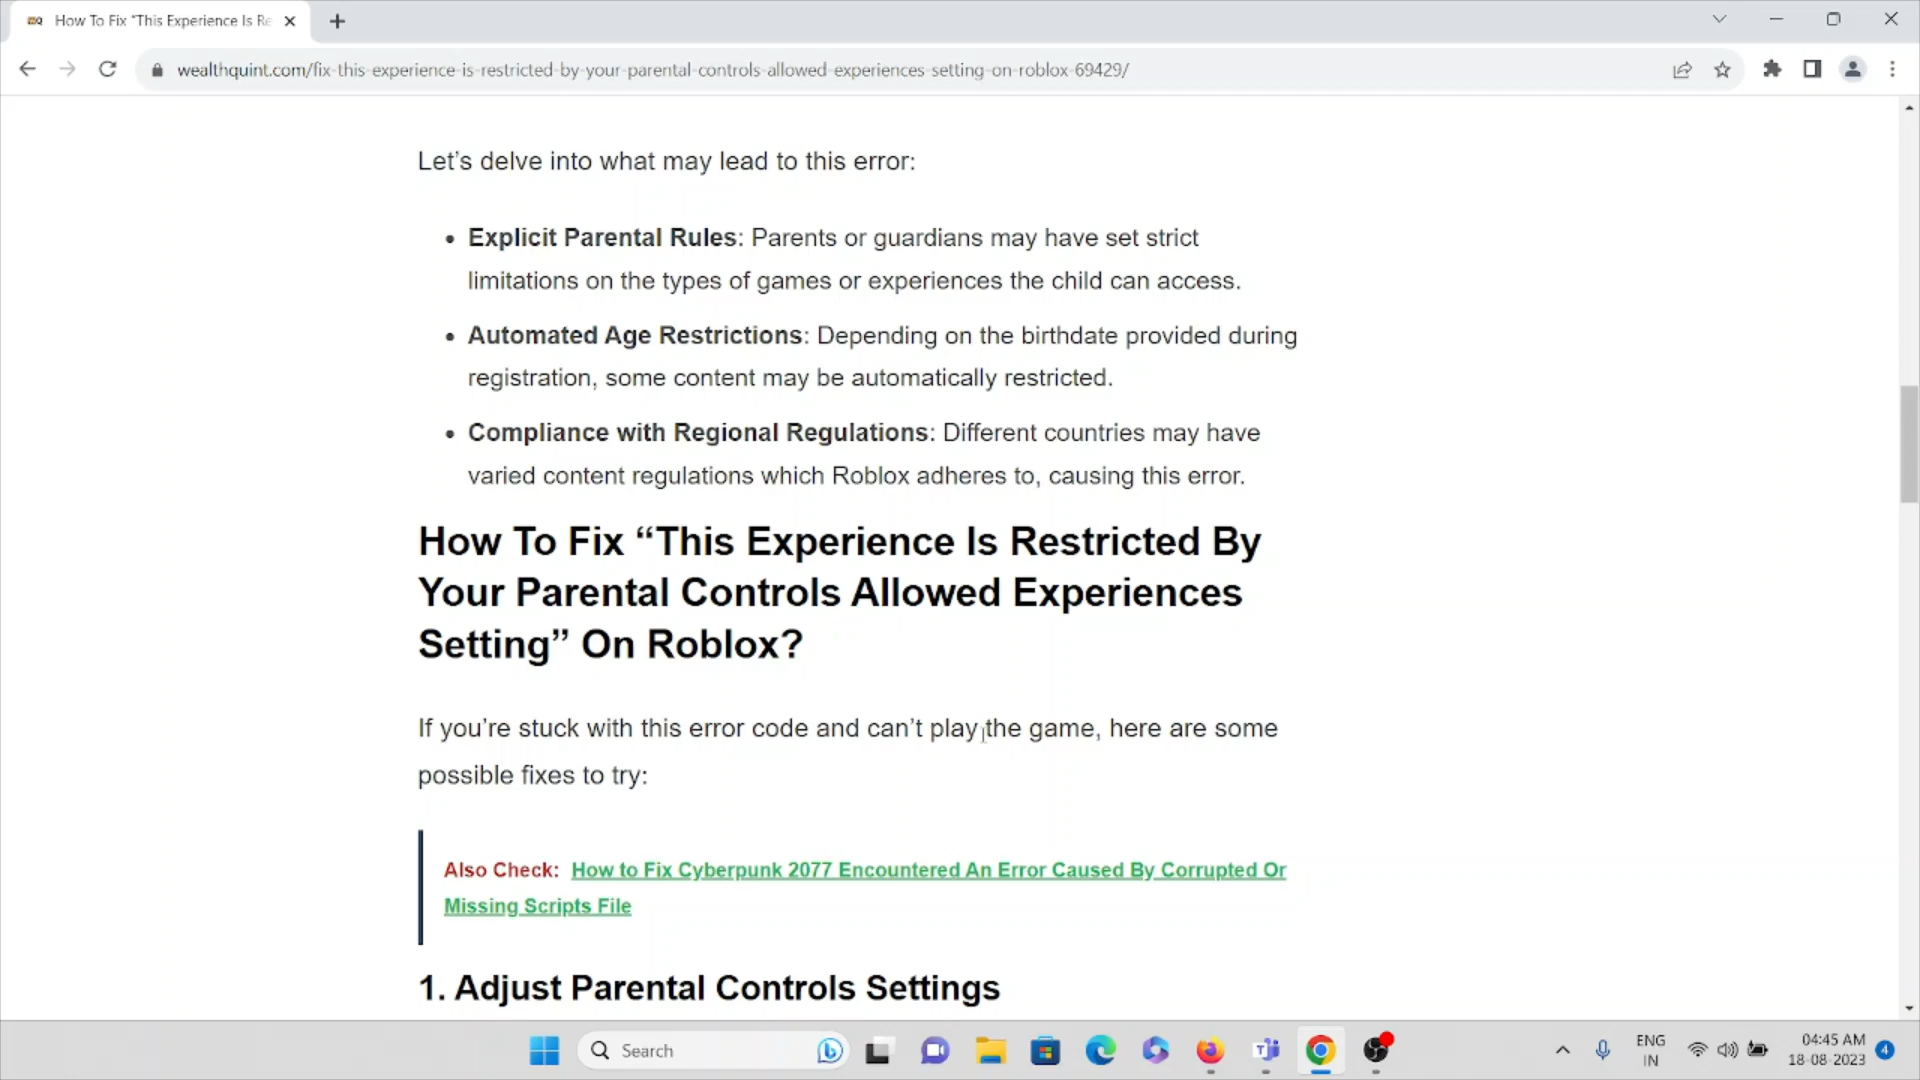 How To Fix “This Experience Is Re
wealthquint.com/fix-this-experience-is-restricted-by-your-parental-controls-allowed-experiences-setting-on-roblox-69429/
Let’s delve into what may lead to this error:
• Explicit Parental Rules: Parents or guardians may have set strict
limitations on the types of games or experiences the child can access.
• Automated Age Restrictions: Depending on the birthdate provided during
registration, some content may be automatically restricted.
• Compliance with Regional Regulations: Different countries may have
varied content regulations which Roblox adheres to, causing this error.
How To Fix “This Experience Is Restricted By
Your Parental Controls Allowed Experiences
Setting” On Roblox?
If you’re stuck with this error code and can’t play the game, here are some
possible fixes to try:
Also Check: How to Fix Cyberpunk 2077 Encountered An Error Caused By Corrupted Or
Missing Scripts File
1. Adjust Parental Controls Settings
Search
ENG
IN
04:45 AM
18-08-2023
4